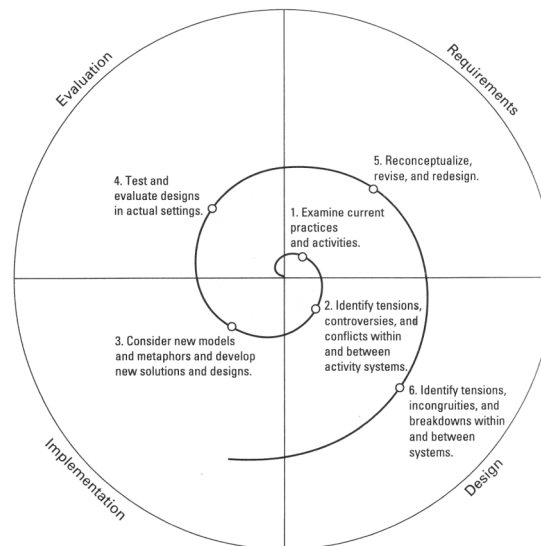 Evaluation
Requirements
4. Test and
evaluate designs
in actual settings.
5. Reconceptualize,
revise, and redesign.
1. Examine current
practices
and activities.
2. Identify tensions,
controversies, and
conflicts within
and between
activity systems.
3. Consider new models
and metaphors and develop
new solutions and designs.
6. Identify tensions,
incongruities, and
breakdowns within
and between
systems.
Implementation
Design